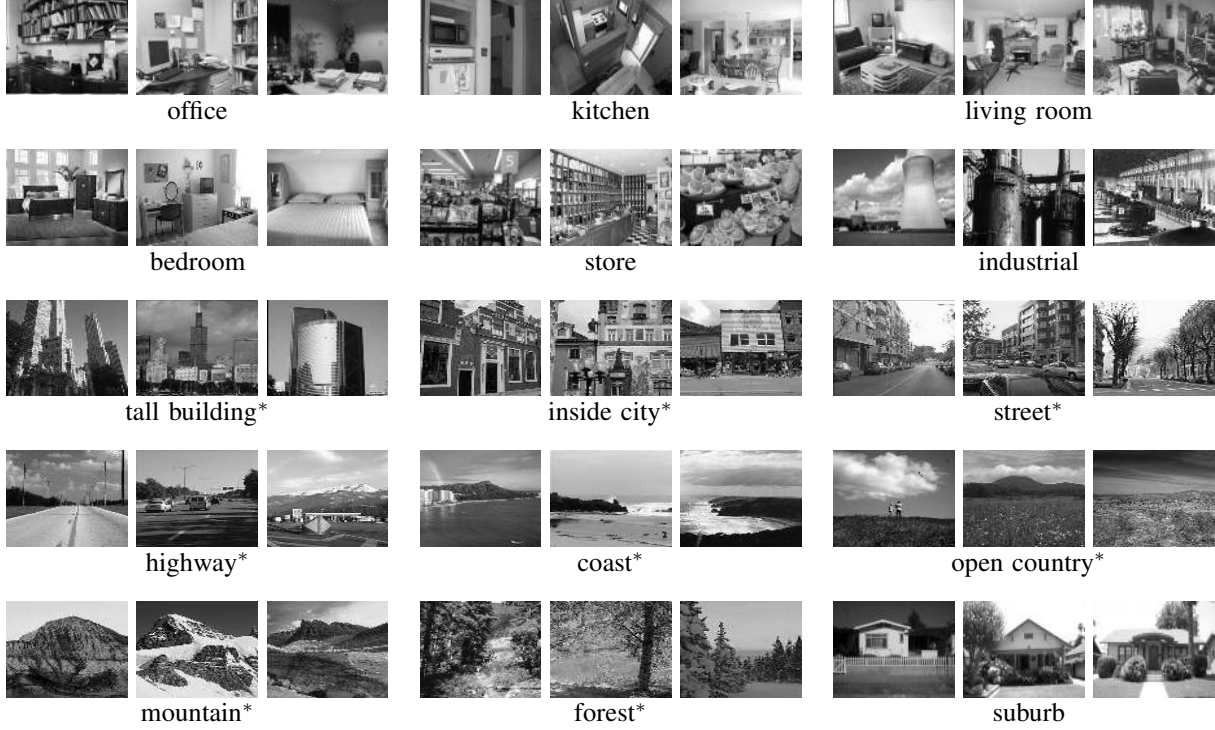 office kitchen living room
5
bedroom store industrial
tall building* inside city* street*
highway* coast* open country*
mountain* forest* suburb